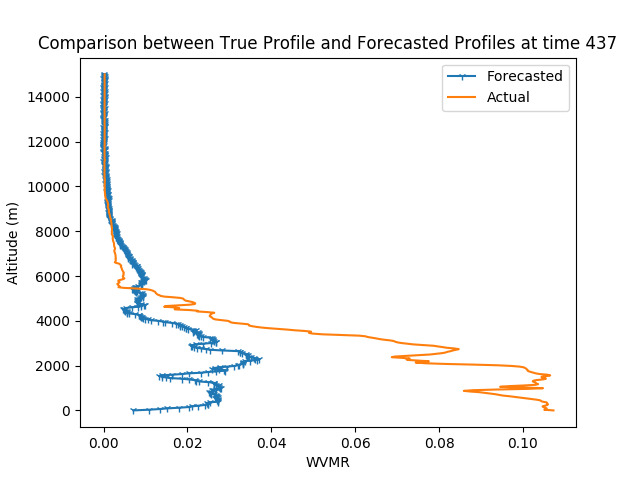 Comparison between True Profile and Forecasted Profiles at time 437
Forecasted
Actual
Altitude (m)
14000
12000
10000
8000
6000
4000
2000
0
0.00 0.02 0.04 0.06 0.08 0.10
WVMR